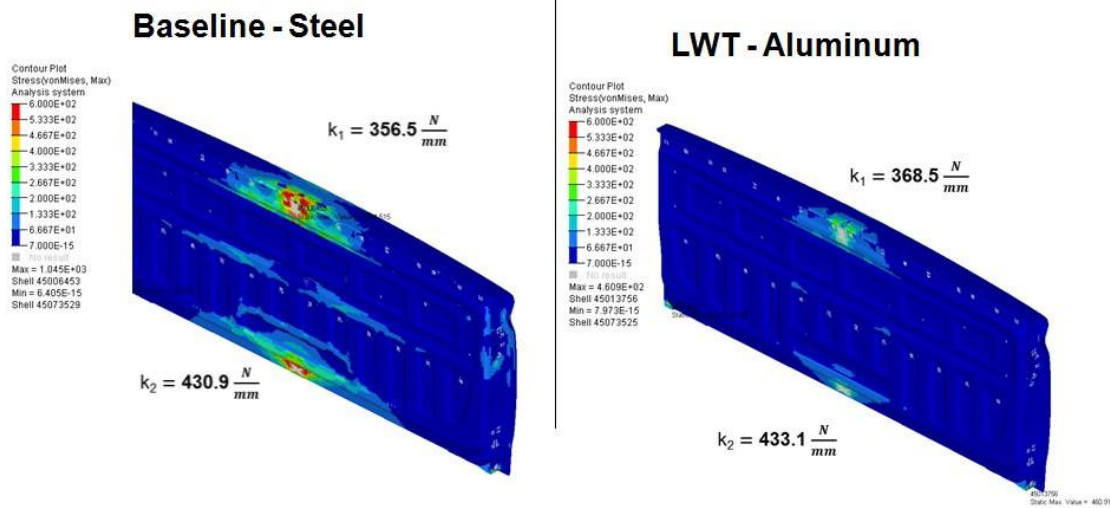 Baseline - Steel
Contour Plot
Stress(vonMises, Max)
Analysis system
6.000E+02
5.333E+02
4.667E+02
4.000E+02
3.333E+02
2.667E+02
2.000E+02
1.333E+02
6.667E+01
7.000E-15
No result
Max = 1.045E+03
Shell 45006453
Min = 6.405E-15
Shell 45073529
k₁ = 356.5 N/mm
k₂ = 430.9 N/mm
LWT - Aluminum
Contour Plot
Stress(vonMises, Max)
Analysis system
6.000E+02
5.333E+02
4.667E+02
4.000E+02
3.333E+02
2.667E+02
2.000E+02
1.333E+02
6.667E+01
7.000E-15
No result
Max = 4.609E+02
Shell 45013756
Min = 7.973E-15
Shell 45073525
k₁ = 368.5 N/mm
k₂ = 433.1 N/mm
Static Max. Value =